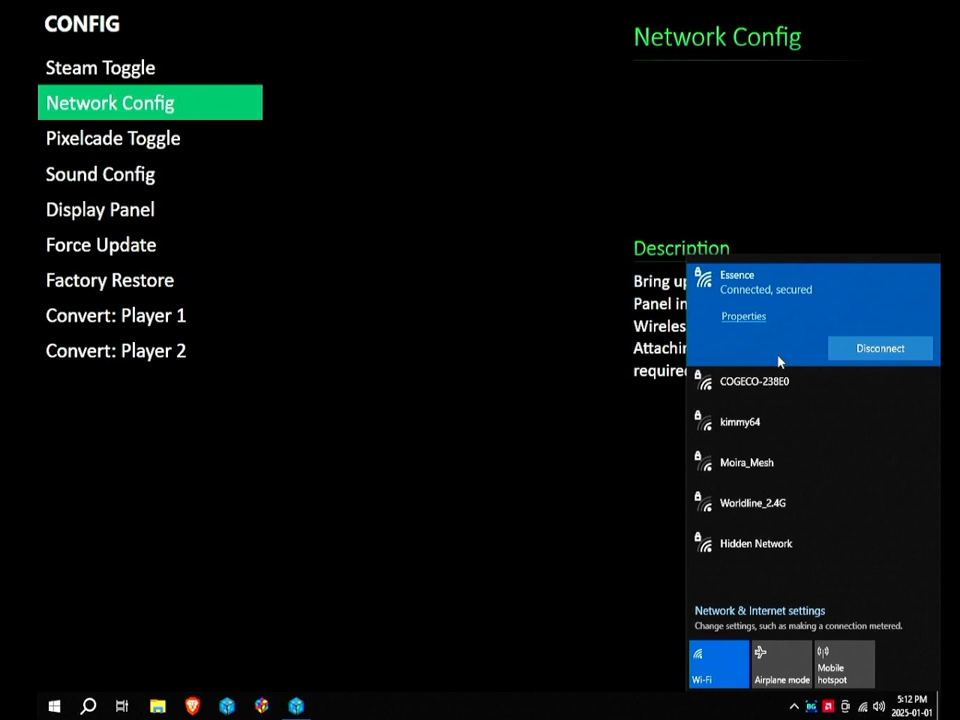 CONFIG
Steam Toggle
Network Config
Pixelcade Toggle
Sound Config
Display Panel
Force Update
Factory Restore
Convert: Player 1
Convert: Player 2
Network Config
Description
Bring
Panel in
Wireles
Attachin
require
Essence
Connected, secured
Properties
Disconnect
COGECO-238E0
kimmy64
Moira_Mesh
Worldline_2.4G
Hidden Network
Network & Internet settings
Change settings, such as making a connection metered.
Wi-Fi
Airplane mode
Mobile
hotspot
5:12 PM
2025-01-01